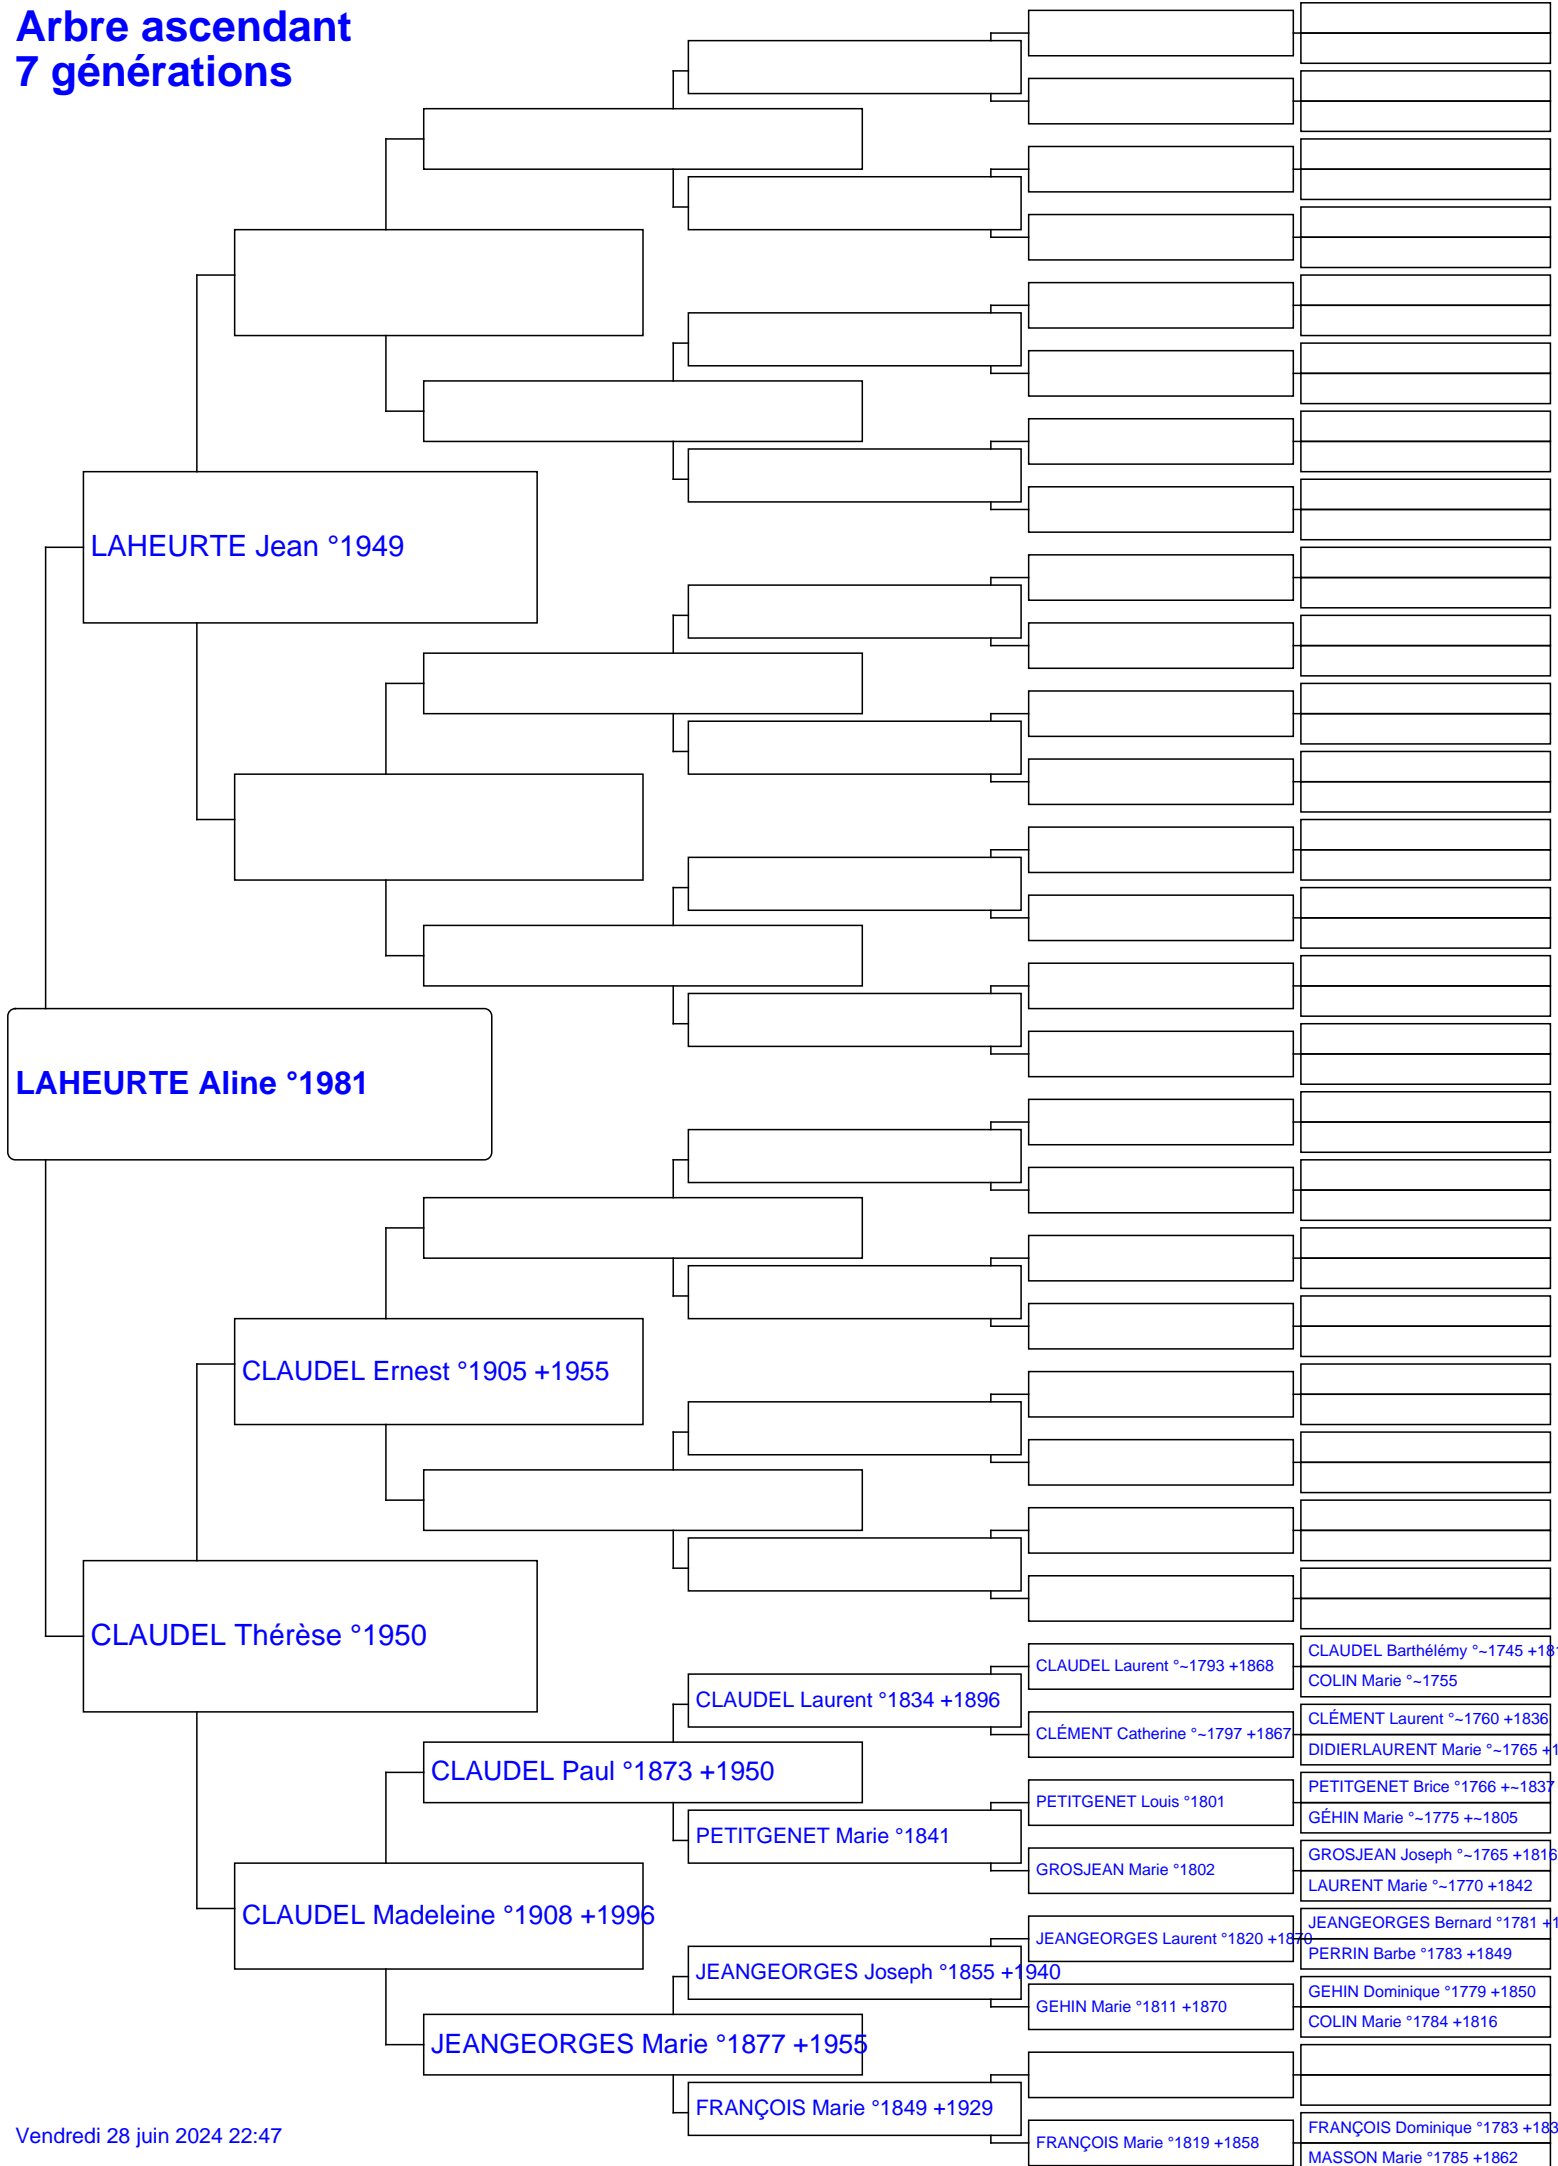 Arbre ascendant
7 générations
LAHEURTE Jean °1949
LAHEURTE Aline °1981
CLAUDEL Ernest °1905 +1955
CLAUDEL Thérèse °1950
CLAUDEL Barthélémy °~1745
CLAUDEL Laurent °~1793 +1868
COLIN Marie °~1755
CLAUDEL Laurent °1834 +1896
CLÉMENT Laurent °~1760 +1836
CLÉMENT Catherine °~1797 +1867
DIDIERLAURENT Marie °~1765
CLAUDEL Paul °1873 +1950
PETITGENET Brice °1766 +~1837
PETITGENET Louis °1801
GÉHIN Marie °~1775 +~1805
PETITGENET Marie °1841
GROSJEAN Joseph °~1765 +1816
GROSJEAN Marie °1802
LAURENT Marie °~1770 +1842
CLAUDEL Madeleine °1908 +1996
JEANGEORGES Bernard °1781
JEANGEORGES Laurent °1820 +1870
PERRIN Barbe °1783 +1849
JEANGEORGES Joseph °1855 +1940
GEHIN Dominique °1779 +1850
GEHIN Marie °1811 +1870
COLIN Marie °1784 +1816
JEANGEORGES Marie °1877 +1955
FRANÇOIS Marie °1849 +1929
FRANÇOIS Dominique °1783
FRANÇOIS Marie °1819 +1858
MASSON Marie °1785 +1862
Vendredi 28 juin 2024 22:47